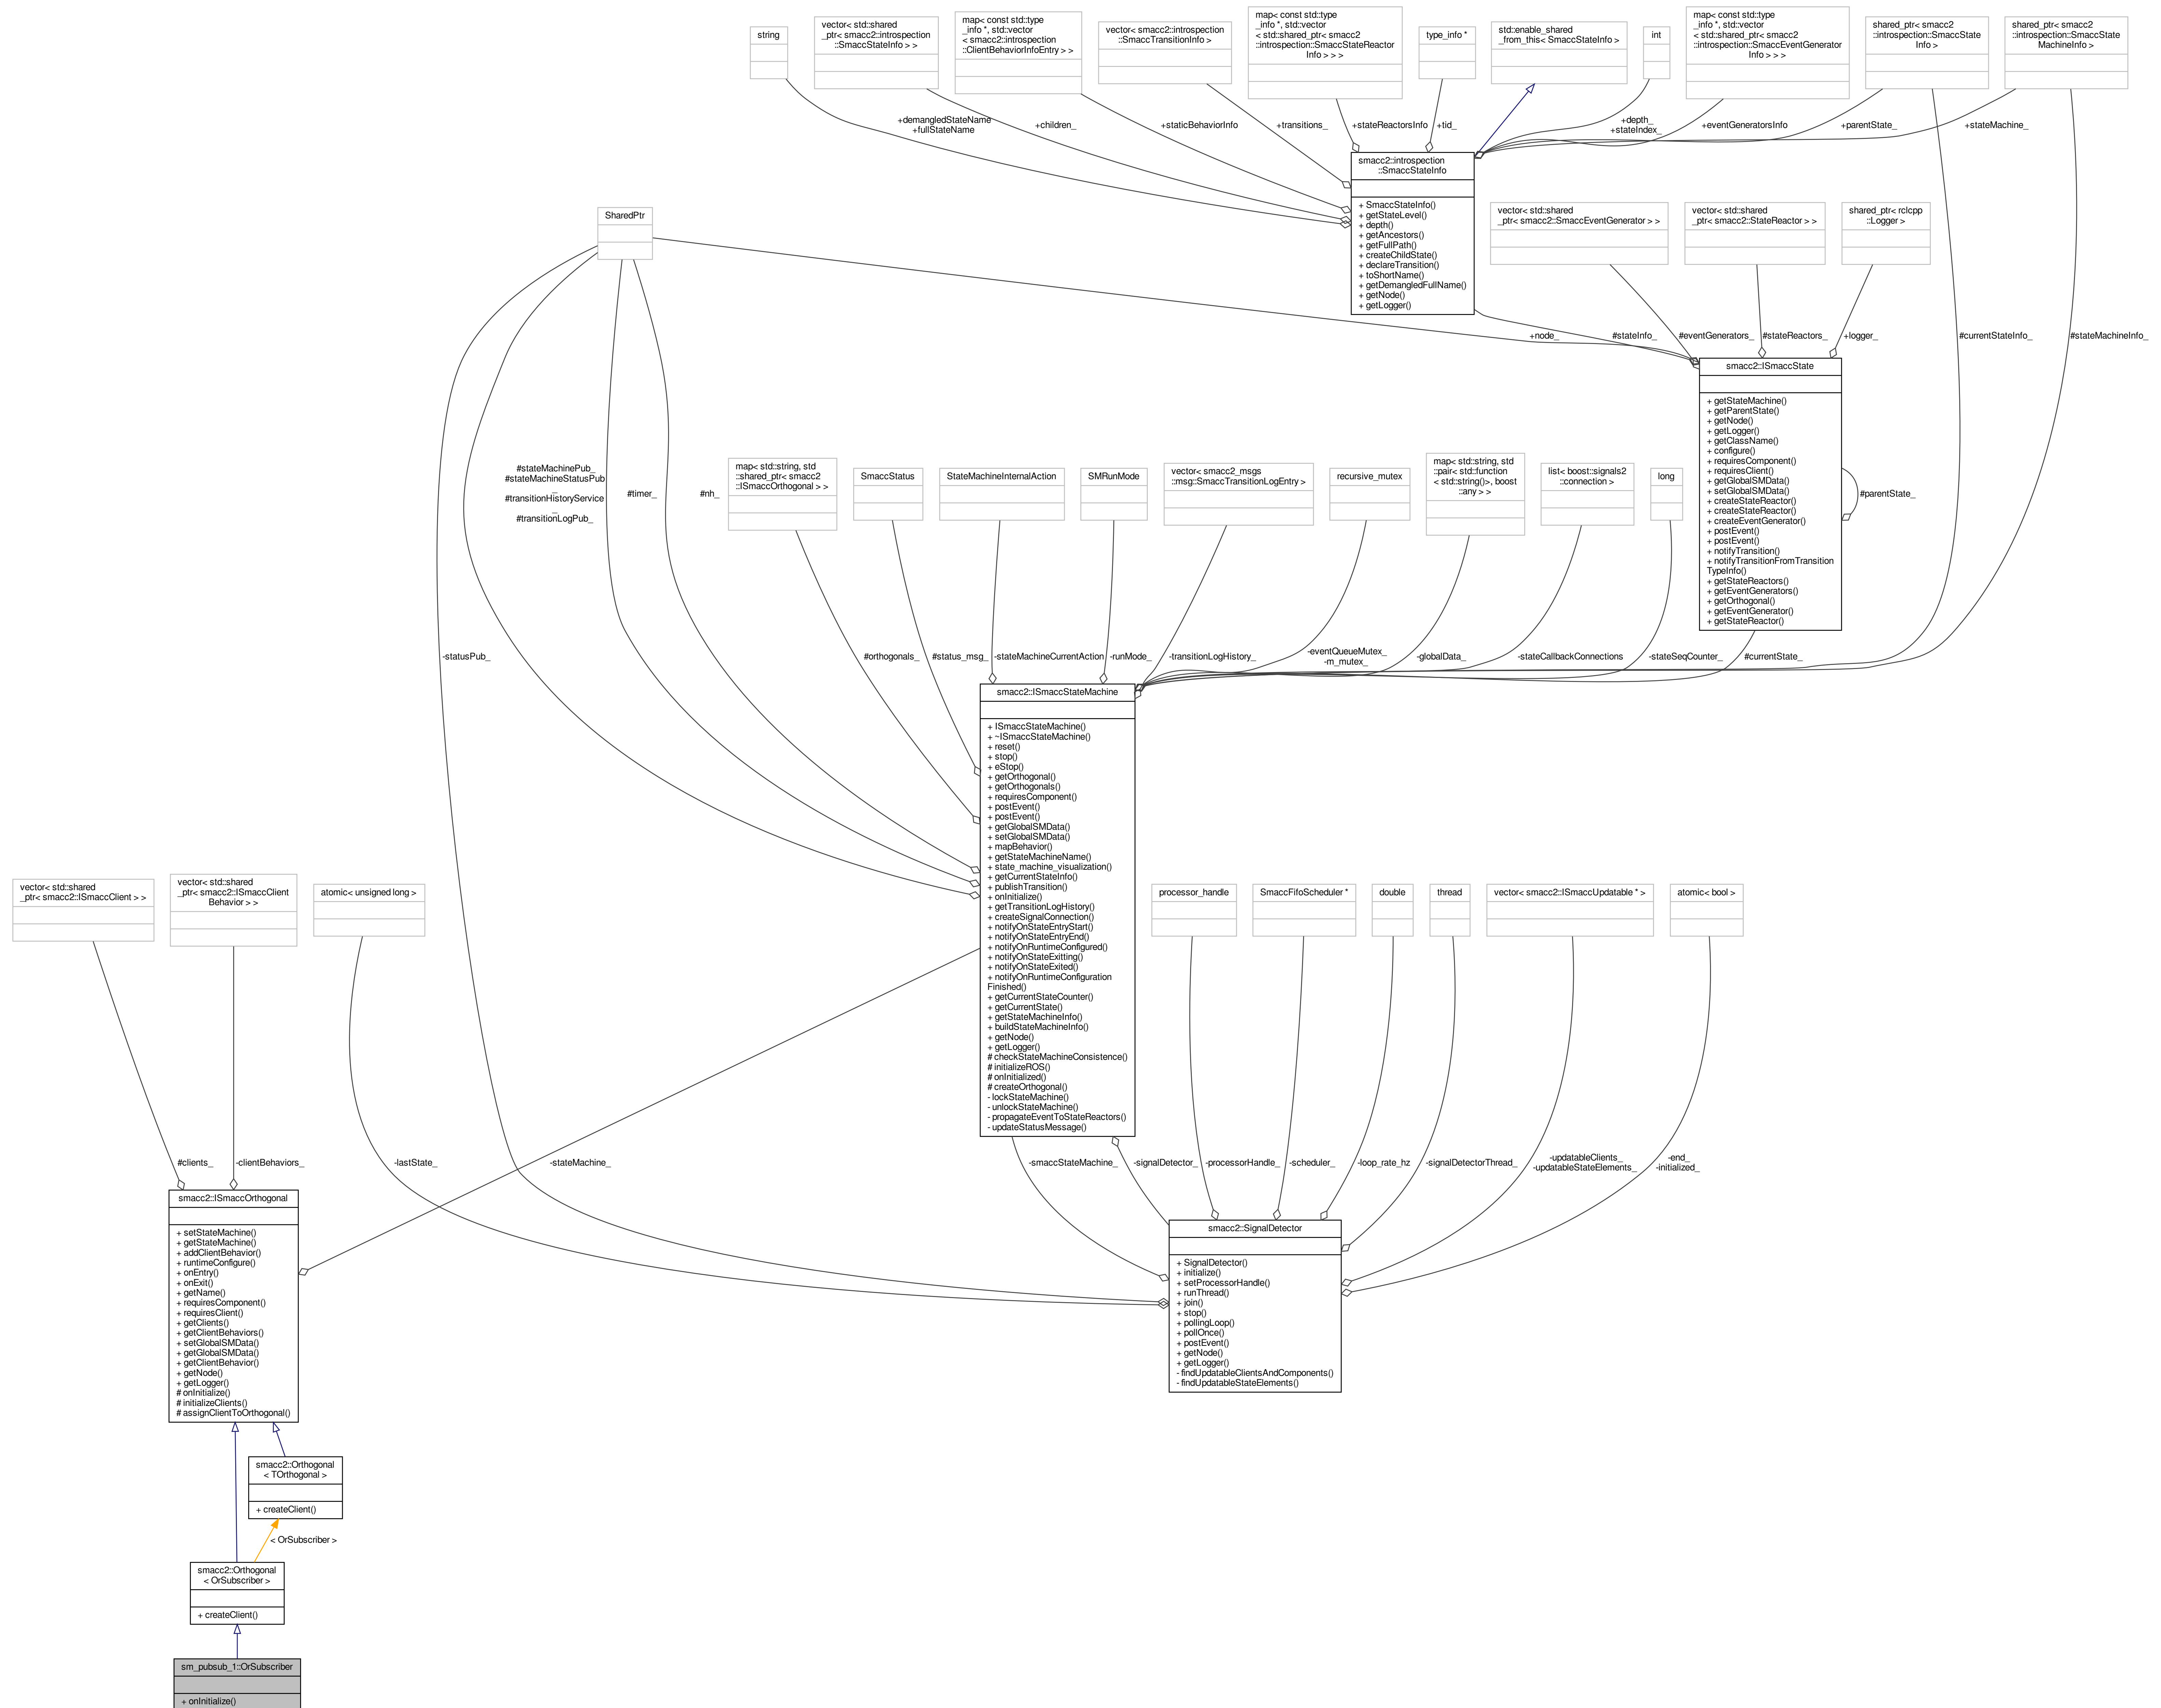 string
vector< std::shared
_ptr< smacc2::introspection
::SmaccStateInfo > >
map< const std::type
_info *, std::vector
< smacc2::introspection
::ClientBehaviorInfoEntry > >
vector< smacc2::introspection
::SmaccTransitionInfo >
map< const std::type
_info *, std::vector
< std::shared_ptr< smacc2
::introspection::SmaccStateReactor
Info > > >
type_info *
std::enable_shared
_from_this< SmaccStateInfo >
int
map< const std::type
_info *, std::vector
< std::shared_ptr< smacc2
::introspection::SmaccEventGenerator
Info > > >
shared_ptr< smacc2
::introspection::SmaccState
Info >
shared_ptr< smacc2
::introspection::SmaccState
MachineInfo >
+demangledStateName
+fullStateName
+children_
+staticBehaviorInfo
+transitions_
+stateReactorsInfo
+tid_
+depth_
+stateIndex_
+eventGeneratorsInfo
+parentState_
+stateMachine_
smacc2::introspection
::SmaccStateInfo
+ SmaccStateInfo()
+ getStateLevel()
+ depth()
+ getAncestors()
+ getFullPath()
+ createChildState()
+ declareTransition()
+ toShortName()
+ getDemangledFullName()
+ getNode()
+ getLogger()
SharedPtr
vector< std::shared
_ptr< smacc2::SmaccEventGenerator > >
vector< std::shared
_ptr< smacc2::StateReactor > >
shared_ptr< rclcpp
::Logger >
+node_
#stateInfo_
#eventGenerators_
#stateReactors_
+logger_
#currentStateInfo_
#stateMachineInfo_
smacc2::ISmaccState
+ getStateMachine()
+ getParentState()
+ getNode()
+ getLogger()
+ getClassName()
+ configure()
+ requiresComponent()
+ requiresClient()
+ getGlobalSMData()
+ setGlobalSMData()
+ createStateReactor()
+ createStateReactor()
+ createEventGenerator()
+ postEvent()
+ postEvent()
+ notifyTransition()
+ notifyTransitionFromTransition
TypeInfo()
+ getStateReactors()
+ getEventGenerators()
+ getOrthogonal()
+ getEventGenerator()
+ getStateReactor()
#parentState_
#stateMachinePub_
#stateMachineStatusPub
_
#transitionHistoryService
_
#transitionLogPub_
#timer_
#nh_
map< std::string, std
::shared_ptr< smacc2
::ISmaccOrthogonal > >
SmaccStatus
StateMachineInternalAction
SMRunMode
vector< smacc2_msgs
::msg::SmaccTransitionLogEntry >
recursive_mutex
map< std::string, std
::pair< std::function
< std::string()>, boost
::any > >
list< boost::signals2
::connection >
long
-statusPub_
#orthogonals_
#status_msg_
-stateMachineCurrentAction
-runMode_
-transitionLogHistory_
-eventQueueMutex_
-m_mutex_
-globalData_
-stateCallbackConnections
-stateSeqCounter_
#currentState_
smacc2::ISmaccStateMachine
+ ISmaccStateMachine()
+ ~ISmaccStateMachine()
+ reset()
+ stop()
+ eStop()
+ getOrthogonal()
+ getOrthogonals()
+ requiresComponent()
+ postEvent()
+ postEvent()
+ getGlobalSMData()
+ setGlobalSMData()
+ mapBehavior()
+ getStateMachineName()
+ state_machine_visualization()
+ getCurrentStateInfo()
+ publishTransition()
+ onInitialize()
+ getTransitionLogHistory()
+ createSignalConnection()
+ notifyOnStateEntryStart()
+ notifyOnStateEntryEnd()
+ notifyOnRuntimeConfigured()
+ notifyOnStateExitting()
+ notifyOnStateExited()
+ notifyOnRuntimeConfiguration
Finished()
+ getCurrentStateCounter()
+ getCurrentState()
+ getStateMachineInfo()
+ buildStateMachineInfo()
+ getNode()
+ getLogger()
# checkStateMachineConsistence()
# initializeROS()
# onInitialized()
# createOrthogonal()
- lockStateMachine()
- unlockStateMachine()
- propagateEventToStateReactors()
- updateStatusMessage()
vector< std::shared
_ptr< smacc2::ISmaccClient > >
vector< std::shared
_ptr< smacc2::ISmaccClient
Behavior > >
atomic< unsigned long >
processor_handle
SmaccFifoScheduler *
double
thread
vector< smacc2::ISmaccUpdatable * >
atomic< bool >
#clients_
-clientBehaviors_
-lastState_
-stateMachine_
-smaccStateMachine_
-signalDetector_
-processorHandle_
-scheduler_
-loop_rate_hz
-signalDetectorThread_
-updatableClients_
-updatableStateElements_
-end_
-initialized_
smacc2::ISmaccOrthogonal
+ setStateMachine()
+ getStateMachine()
+ addClientBehavior()
+ runtimeConfigure()
+ onEntry()
+ onExit()
+ getName()
+ requiresComponent()
+ requiresClient()
+ getClients()
+ getClientBehaviors()
+ setGlobalSMData()
+ getGlobalSMData()
+ getClientBehavior()
+ getNode()
+ getLogger()
# onInitialize()
# initializeClients()
# assignClientToOrthogonal()
smacc2::SignalDetector
+ SignalDetector()
+ initialize()
+ setProcessorHandle()
+ runThread()
+ join()
+ stop()
+ pollingLoop()
+ pollOnce()
+ postEvent()
+ getNode()
+ getLogger()
- findUpdatableClientsAndComponents()
- findUpdatableStateElements()
smacc2::Orthogonal
< TOrthogonal >
+ createClient()
< OrSubscriber >
smacc2::Orthogonal
< OrSubscriber >
+ createClient()
sm_pubsub_1::OrSubscriber
+ onInitialize()